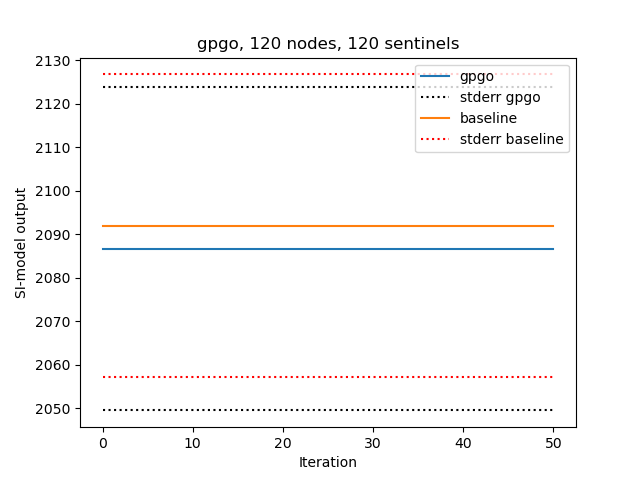 gpgo, 120 nodes, 120 sentinels
2130
2120
2110
2100
2090
2080
2070
2060
2050
SI-model output
gpgo
stderr gpgo
baseline
stderr baseline
0 10 20 30 40 50
Iteration